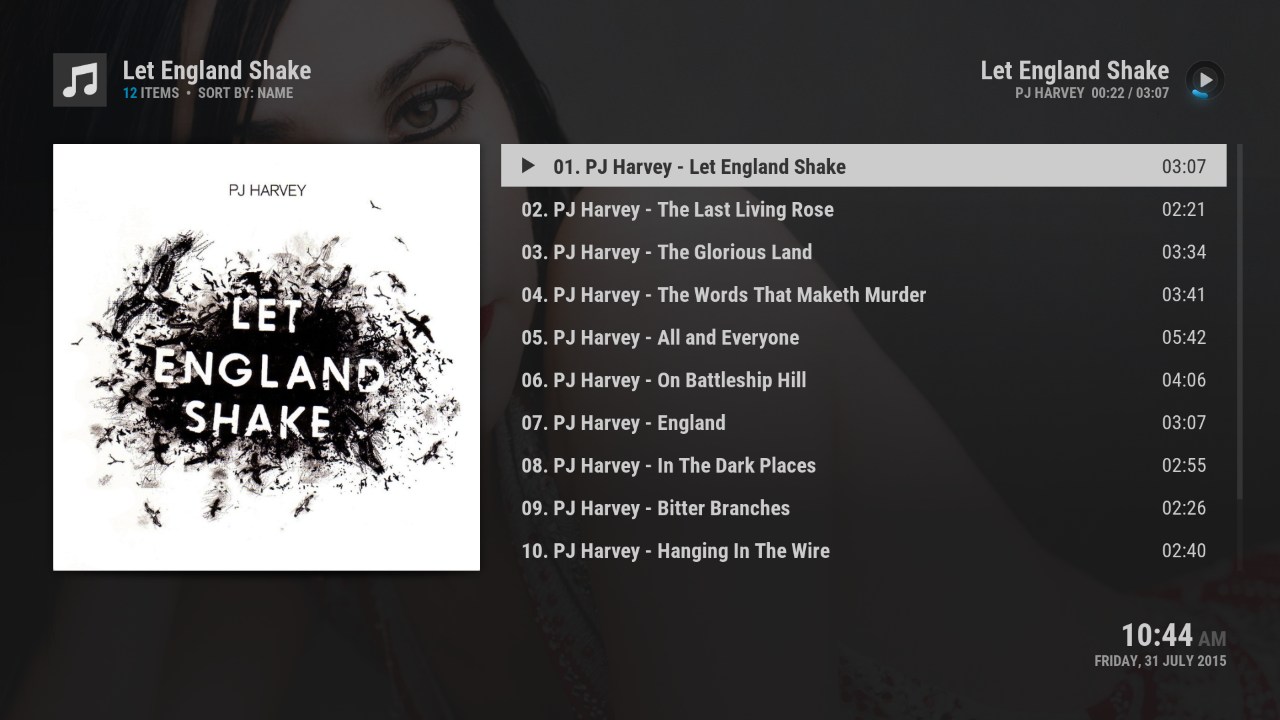 Let England Shake
12 ITEMS • SORT BY: NAME
Let England Shake
PJ HARVEY 00:22 / 03:07
PJ HARVEY
LET
ENGLAND
SHAKE
01. PJ Harvey - Let England Shake 03:07
02. PJ Harvey - The Last Living Rose 02:21
03. PJ Harvey - The Glorious Land 03:34
04. PJ Harvey - The Words That Maketh Murder 03:41
05. PJ Harvey - All and Everyone 05:42
06. PJ Harvey - On Battleship Hill 04:06
07. PJ Harvey - England 03:07
08. PJ Harvey - In The Dark Places 02:55
09. PJ Harvey - Bitter Branches 02:26
10. PJ Harvey - Hanging In The Wire 02:40
10:44 AM
FRIDAY, 31 JULY 2015